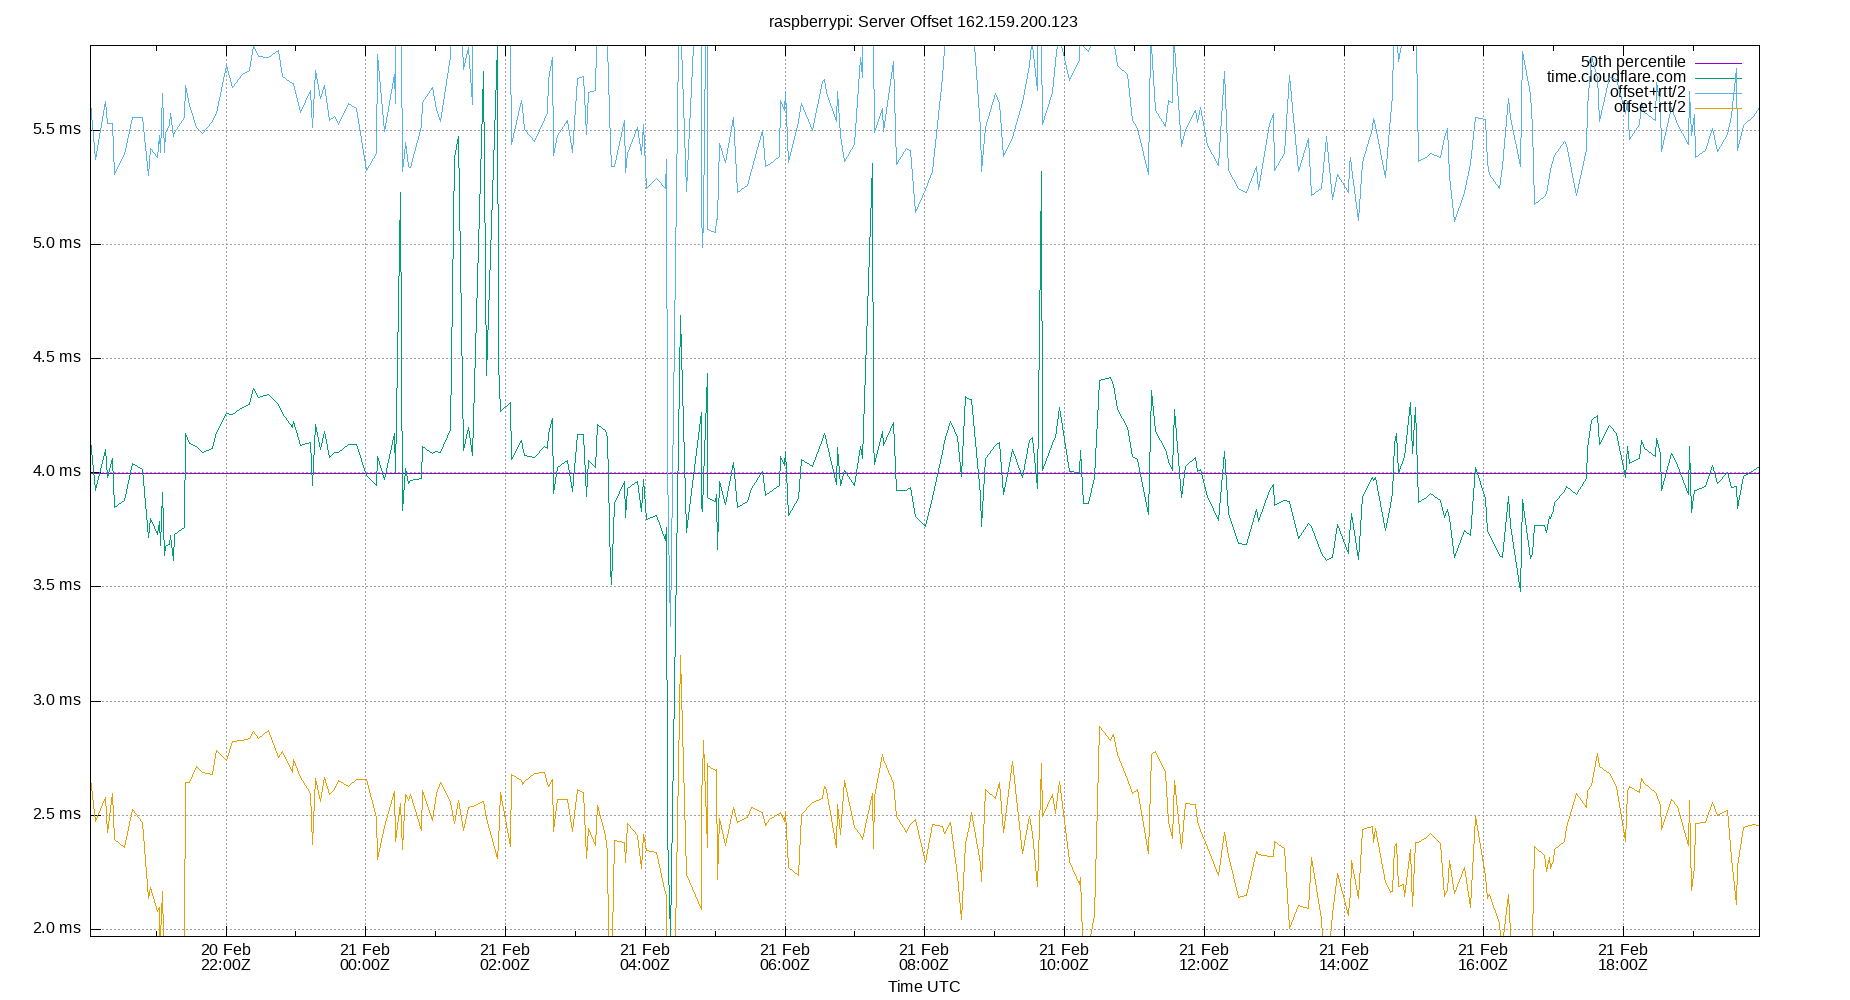 raspberrypi: Server Offset 162.159.200.123
50th percentile
time.cloudflare.com
offset+rtt/2
offset-rtt/2
5.5 ms
5.0 ms
4.5 ms
4.0 ms
3.5 ms
3.0 ms
2.5 ms
2.0 ms
20 Feb 21 Feb 21 Feb 21 Feb 21 Feb 21 Feb 21 Feb 21 Feb 21 Feb 21 Feb 21 Feb
22:00Z 00:00Z 02:00Z 04:00Z 06:00Z 08:00Z 10:00Z 12:00Z 14:00Z 16:00Z 18:00Z
Time UTC